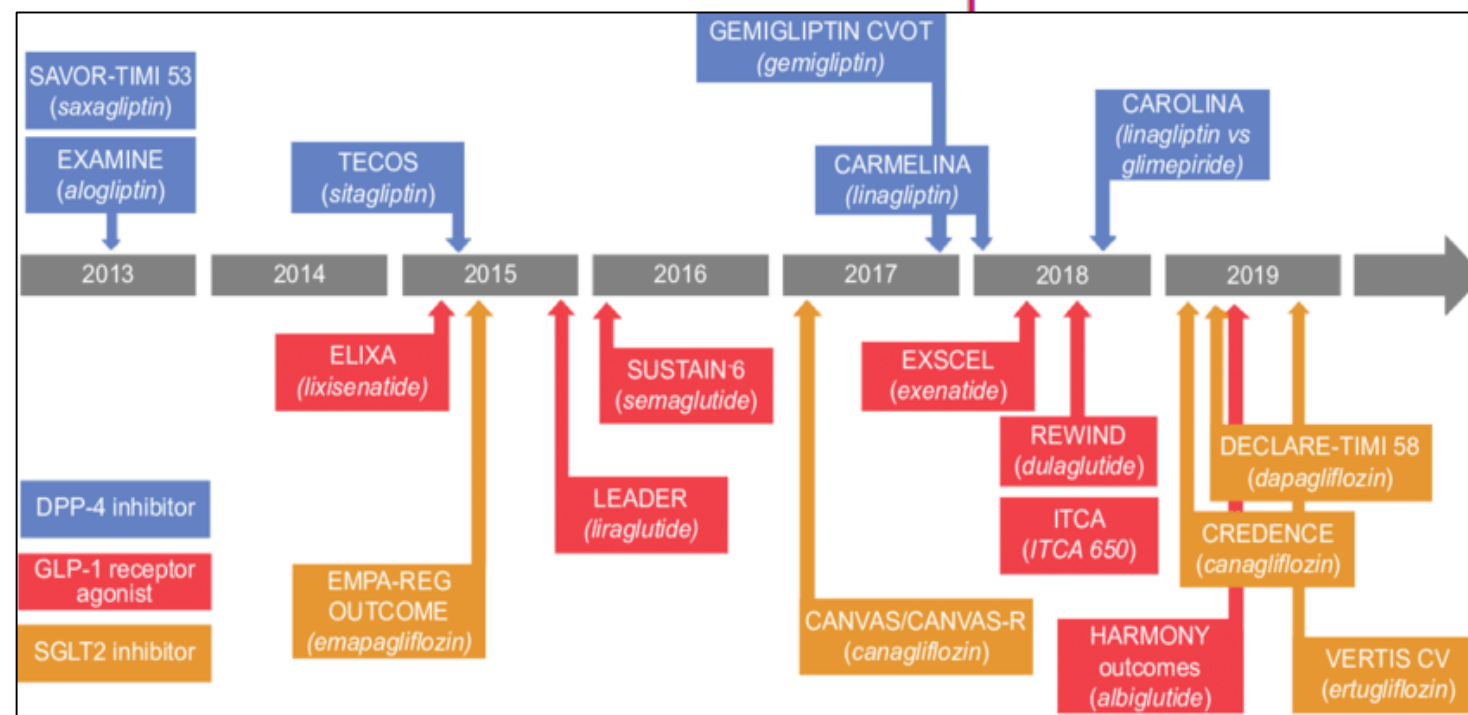 GEMIGLIPTIN CVOT
(gemigliptin)
SAVOR-TIMI 53
(saxagliptin)
CAROLINA
(linagliptin vs
glimepiride)
EXAMINE
(alogliptin)
TECOS
(sitagliptin)
CARMELINA
(linagliptin)
2013
2014
2015
2016
2017
2018
2019
ELIXA
(lixisenatide)
SUSTAIN-6
(semaglutide)
EXSCEL
(exenatide)
REWIND
(dulaglutide)
DECLARE-TIMI 58
(dapagliflozin)
DPP-4 inhibitor
LEADER
(liraglutide)
ITCA
(ITCA 650)
CREDENCE
(canagliflozin)
GLP-1 receptor
agonist
EMPA-REG
OUTCOME
(emapagliflozin)
CANVAS/CANVAS-R
(canagliflozin)
SGLT2 inhibitor
HARMONY
outcomes
(albiglutide)
VERTIS CV
(ertugliflozin)